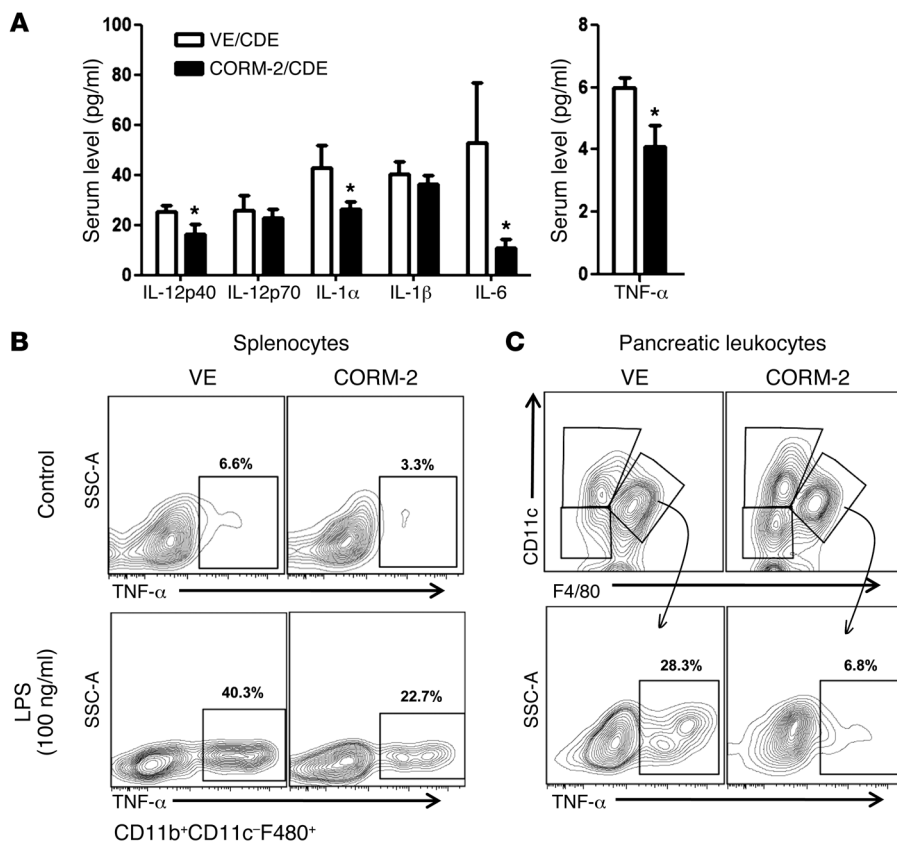 A
Serum level (pg/ml)
100
80
60
40
20
0
VE/CDE
CORM-2/CDE
*
*
*
IL-12p40 IL-12p70 IL-1α IL-1β IL-6
Serum level (pg/ml)
8
6
4
2
0
*
TNF-α
B
Splenocytes
VE CORM-2
Control
SSC-A
6.6%
3.3%
TNF-α
LPS
(100 ng/ml)
SSC-A
40.3%
22.7%
TNF-α
CD11b⁺CD11c⁻F480⁺
C
Pancreatic leukocytes
VE CORM-2
CD11c
F4/80
SSC-A
28.3%
6.8%
TNF-α